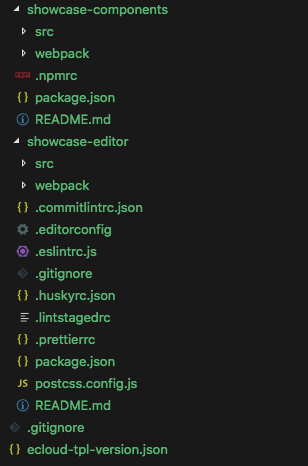 showcase-components
src
webpack
.npmrc
{ } package.json
README.md
showcase-editor
src
webpack
{ } .commitlintrc.json
.editorconfig
.eslintrc.js
.gitignore
{ } .huskyrc.json
.lintstagedrc
{ } .prettierrc
{ } package.json
JS postcss.config.js
README.md
.gitignore
{ } ecloud-tpl-version.json